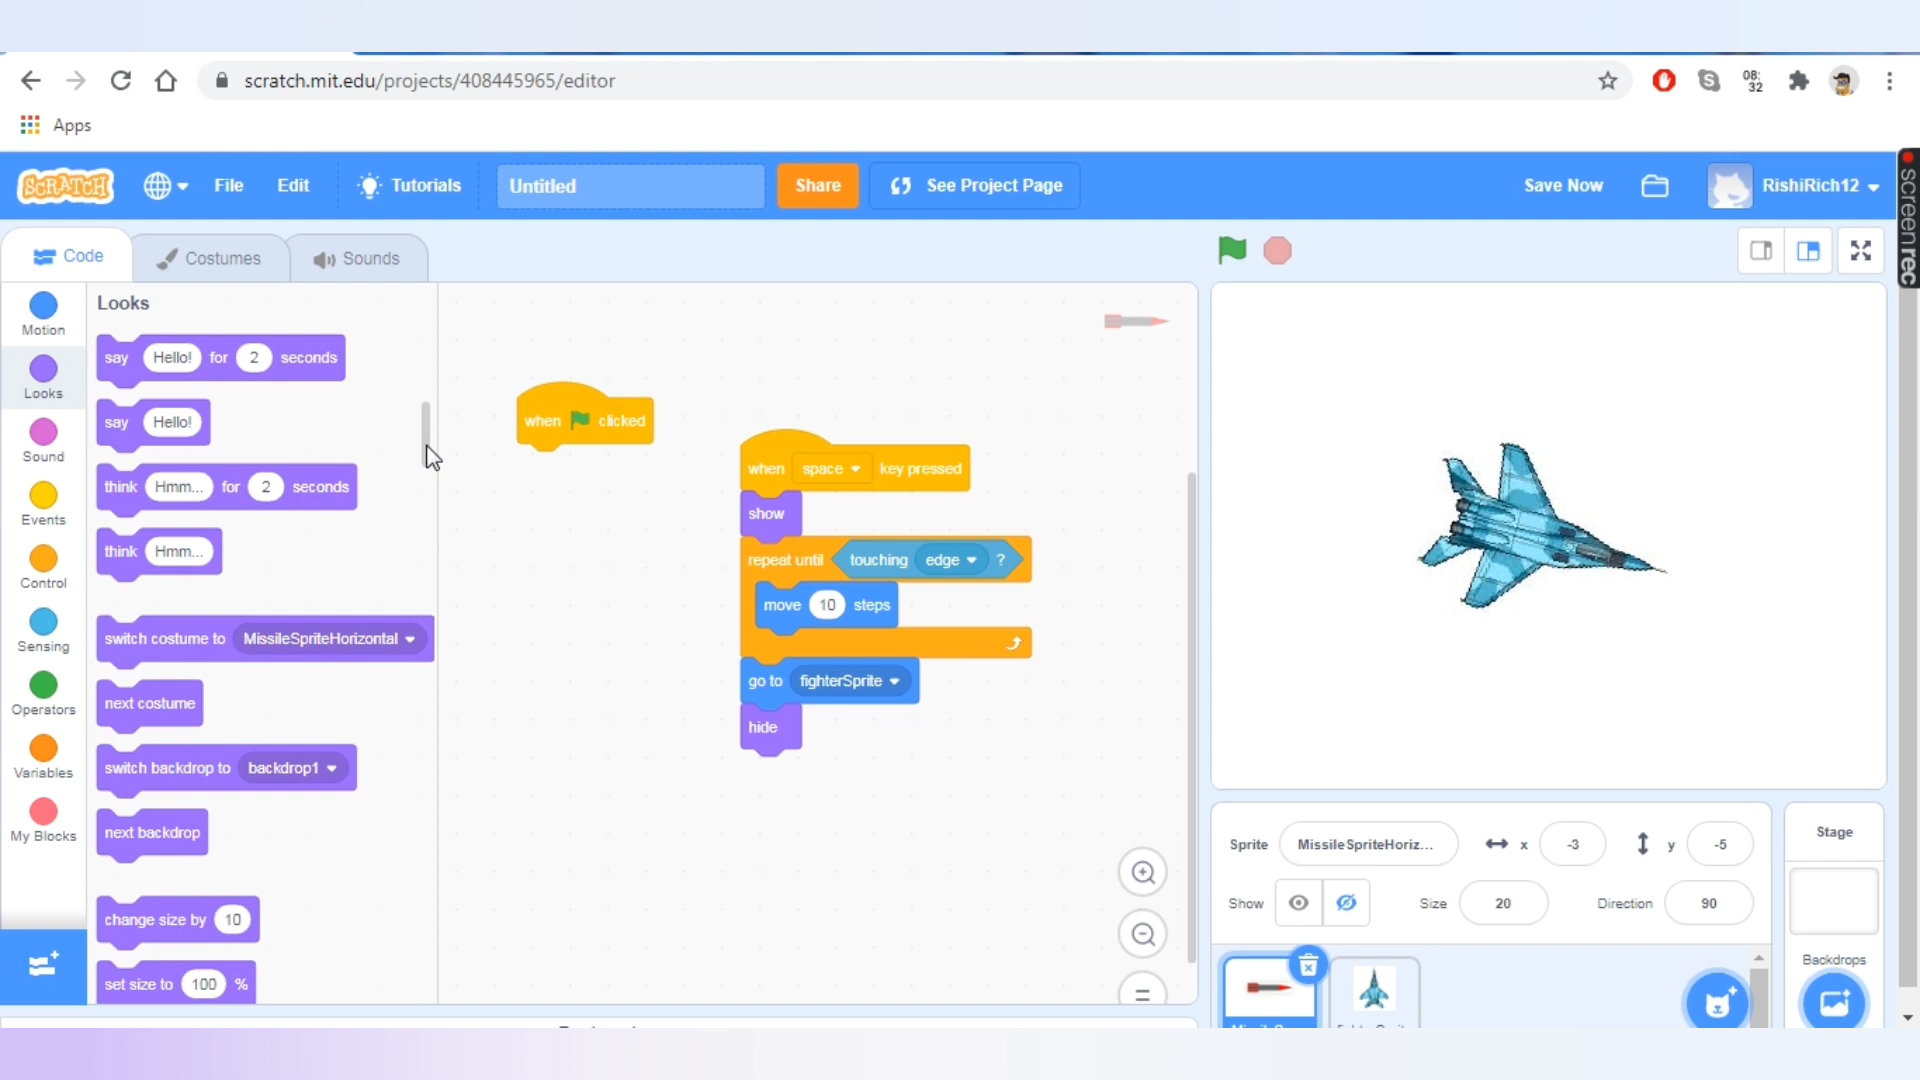 scratch.mit.edu/projects/408445965/editor
08:
32
Apps
SCRATCH
File
Edit
Tutorials
Untitled
Share
See Project Page
Save Now
RishiRich12
screenrec
Code
Costumes
Sounds
Motion
Looks
Sound
Events
Control
Sensing
Operators
Variables
My Blocks
Looks
say Hello! for 2 seconds
say Hello!
think Hmm... for 2 seconds
think Hmm...
switch costume to MissileSpriteHorizontal
next costume
switch backdrop to backdrop1
next backdrop
change size by 10
set size to 100 %
when clicked
when space key pressed
show
repeat until touching edge ?
move 10 steps
go to fighterSprite
hide
Sprite MissileSpriteHoriz... x -3 y -5
Show Size 20 Direction 90
Stage
Backdrops